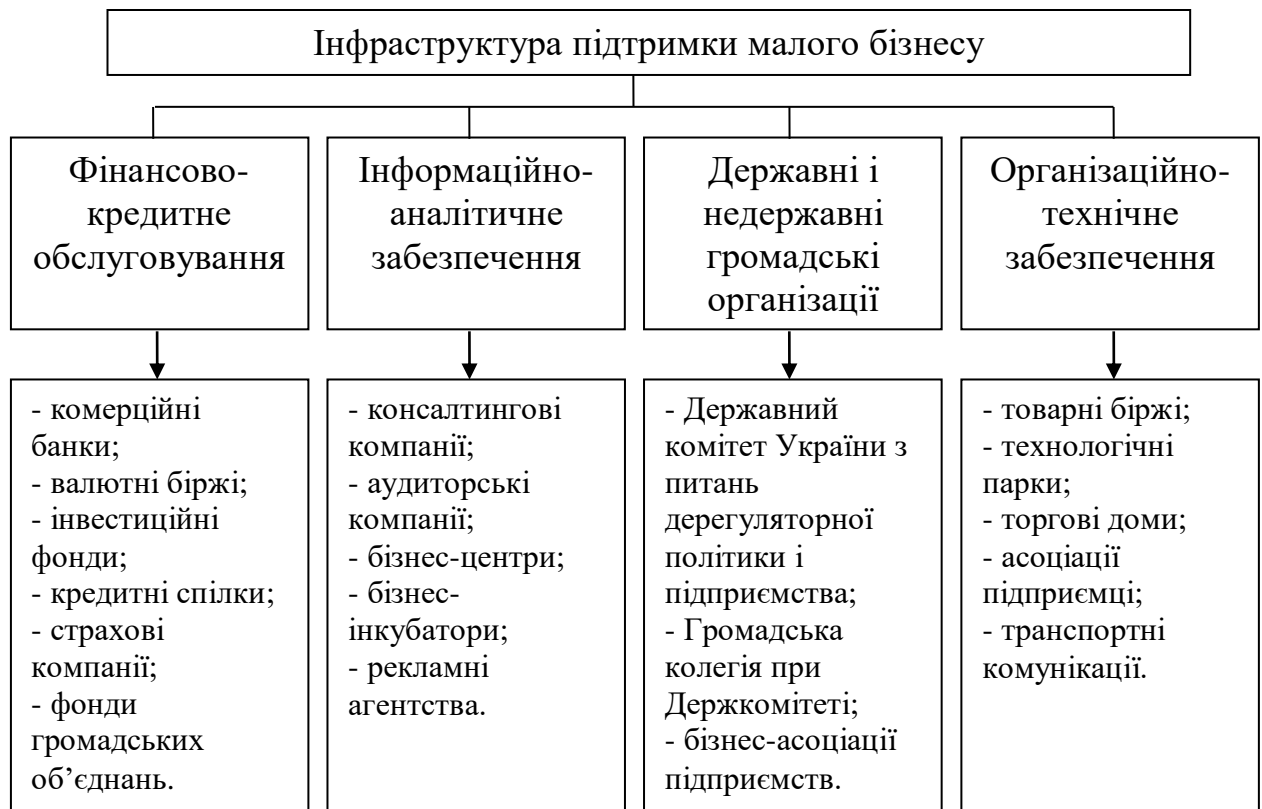 Інфраструктура підтримки малого бізнесу
Фінансово-
кредитне
обслуговування
Інформаційно-
аналітичне
забезпечення
Державні і
недержавні
громадські
організації
Організаційно-
технічне
забезпечення
- комерційні
банки;
- валютні біржі;
- інвестиційні
фонди;
- кредитні спілки;
- страхові
компанії;
- фонди
громадських
об’єднань.
- консалтингові
компанії;
- аудиторські
компанії;
- бізнес-центри;
- бізнес-
інкубатори;
- рекламні
агентства.
- Державний
комітет України з
питань
дерегуляторної
політики і
підприємства;
- Громадська
колегія при
Держкомітеті;
- бізнес-асоціації
підприємств.
- товарні біржі;
- технологічні
парки;
- торгові доми;
- асоціації
підприємці;
- транспортні
комунікації.